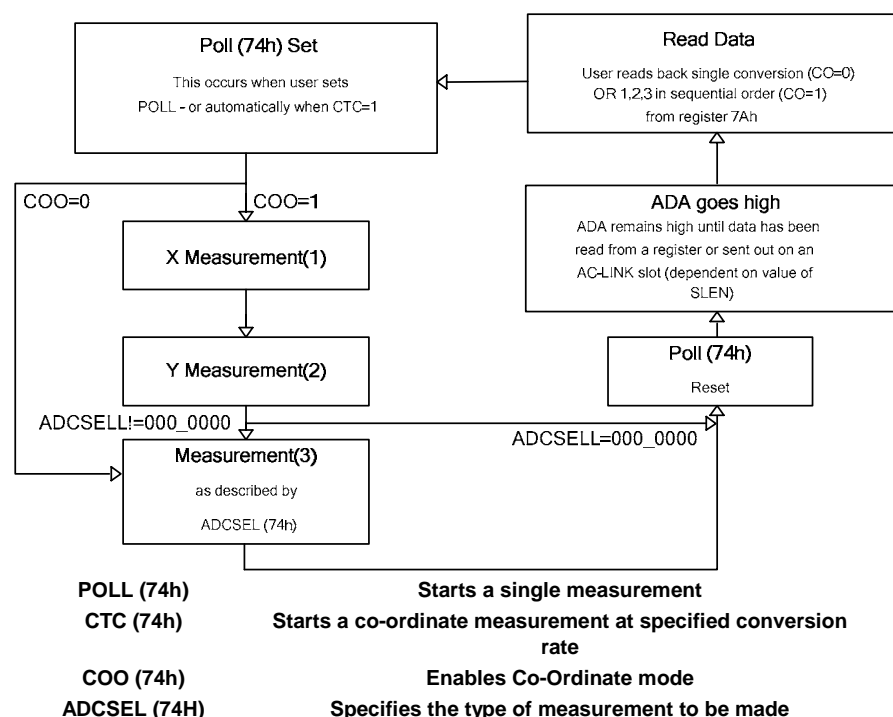 Poll (74h) Set
This occurs when user sets
POLL - or automatically when CTC=1
Read Data
User reads back single conversion (CO=0)
OR 1,2,3 in sequential order (CO=1)
from register 7Ah
COO=0
COO=1
ADA goes high
ADA remains high until data has been
read from a register or sent out on an
AC-LINK slot (dependent on value of
SLEN)
X Measurement(1)
Y Measurement(2)
Poll (74h)
Reset
ADCSELL!=000_0000
ADCSELL=000_0000
Measurement(3)
as described by
ADCSEL (74h)
POLL (74h) Starts a single measurement
CTC (74h) Starts a co-ordinate measurement at specified conversion
rate
COO (74h) Enables Co-Ordinate mode
ADCSEL (74H) Specifies the type of measurement to be made